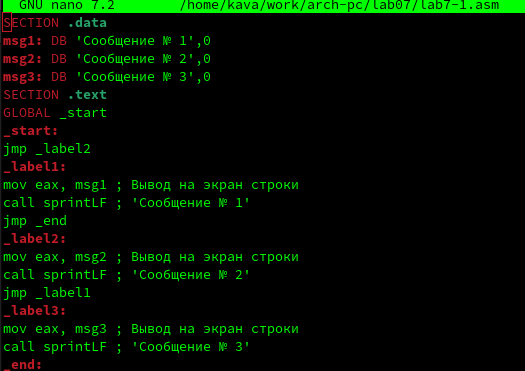 GNU nano 7.2 /home/kava/work/arch-pc/lab07/lab7-1.asm
SECTION .data
msg1: DB 'Сообщение № 1',0
msg2: DB 'Сообщение № 2',0
msg3: DB 'Сообщение № 3',0
SECTION .text
GLOBAL _start
_start:
jmp _label2
_label1:
mov eax, msg1 ; Вывод на экран строки
call sprintLF ; 'Сообщение № 1'
jmp _end
_label2:
mov eax, msg2 ; Вывод на экран строки
call sprintLF ; 'Сообщение № 2'
jmp _label1
_label3:
mov eax, msg3 ; Вывод на экран строки
call sprintLF ; 'Сообщение № 3'
_end: